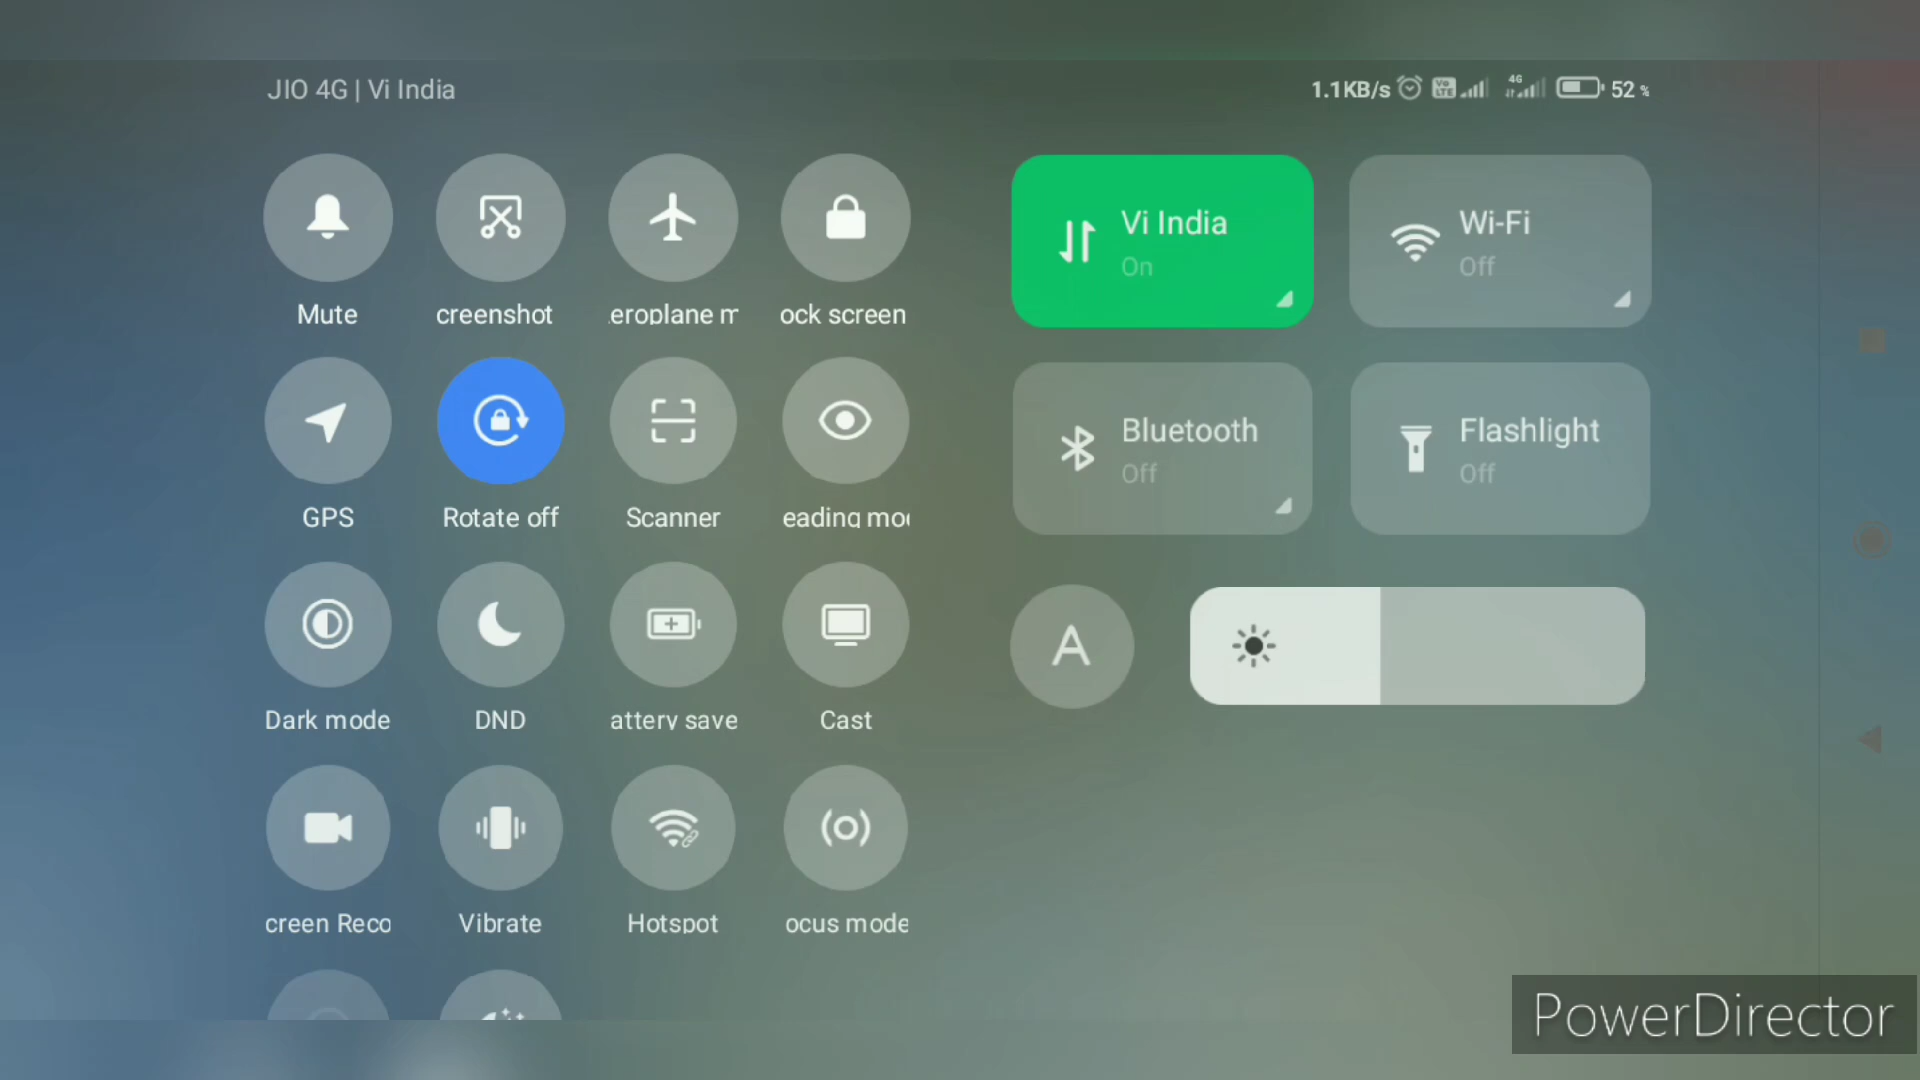 JIO 4G | Vi India
1.1KB/s 4G 52 %
Mute
creenshot
eroplane m
ock screen
Vi India
On
Wi-Fi
Off
GPS
Rotate off
Scanner
eading mo
Bluetooth
Off
Flashlight
Off
Dark mode
DND
attery save
Cast
A
creen Reco
Vibrate
Hotspot
ocus mode
PowerDirector